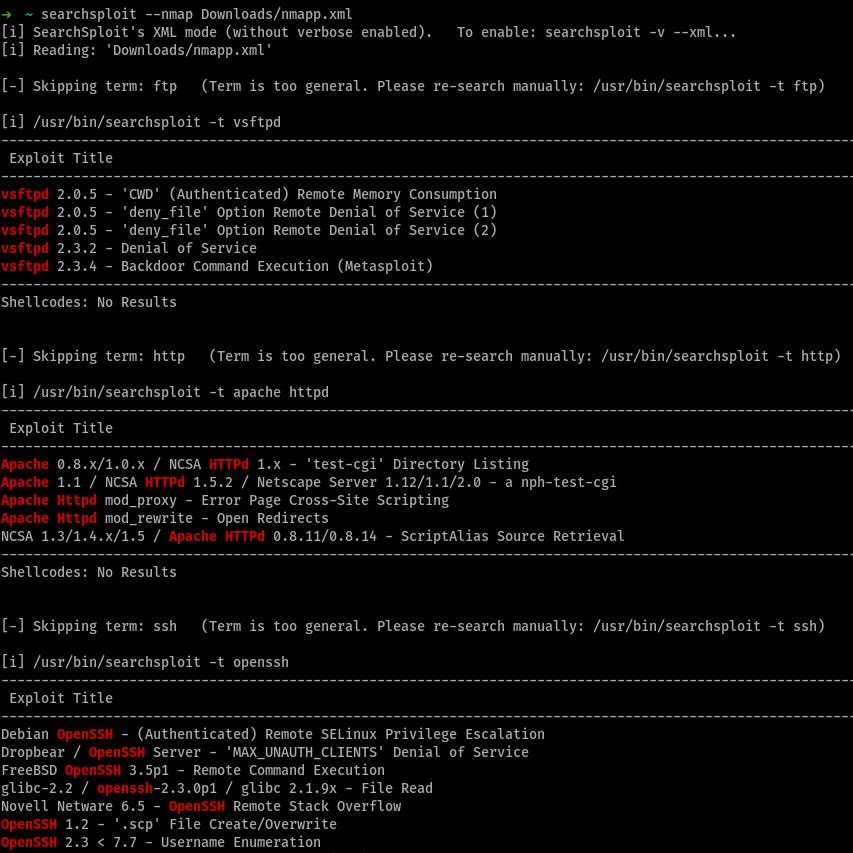 → ~ searchsploit --nmap Downloads/nmapp.xml
[i] SearchSploit's XML mode (without verbose enabled).   To enable: searchsploit -v --xml...
[i] Reading: 'Downloads/nmapp.xml'
[-] Skipping term: ftp   (Term is too general. Please re-search manually: /usr/bin/searchsploit -t ftp)
[i] /usr/bin/searchsploit -t vsftpd
Exploit Title
vsftpd 2.0.5 - 'CWD' (Authenticated) Remote Memory Consumption
vsftpd 2.0.5 - 'deny_file' Option Remote Denial of Service (1)
vsftpd 2.0.5 - 'deny_file' Option Remote Denial of Service (2)
vsftpd 2.3.2 - Denial of Service
vsftpd 2.3.4 - Backdoor Command Execution (Metasploit)
Shellcodes: No Results
[-] Skipping term: http   (Term is too general. Please re-search manually: /usr/bin/searchsploit -t http)
[i] /usr/bin/searchsploit -t apache httpd
Exploit Title
Apache 0.8.x/1.0.x / NCSA HTTPd 1.x - 'test-cgi' Directory Listing
Apache 1.1 / NCSA HTTPd 1.5.2 / Netscape Server 1.12/1.1/2.0 - a nph-test-cgi
Apache Httpd mod_proxy - Error Page Cross-Site Scripting
Apache Httpd mod_rewrite - Open Redirects
NCSA 1.3/1.4.x/1.5 / Apache HTTPd 0.8.11/0.8.14 - ScriptAlias Source Retrieval
Shellcodes: No Results
[-] Skipping term: ssh   (Term is too general. Please re-search manually: /usr/bin/searchsploit -t ssh)
[i] /usr/bin/searchsploit -t openssh
Exploit Title
Debian OpenSSH - (Authenticated) Remote SELinux Privilege Escalation
Dropbear / OpenSSH Server - 'MAX_UNAUTH_CLIENTS' Denial of Service
FreeBSD OpenSSH 3.5p1 - Remote Command Execution
glibc-2.2 / openssh-2.3.0p1 / glibc 2.1.9x - File Read
Novell Netware 6.5 - OpenSSH Remote Stack Overflow
OpenSSH 1.2 - '.scp' File Create/Overwrite
OpenSSH 2.3 < 7.7 - Username Enumeration